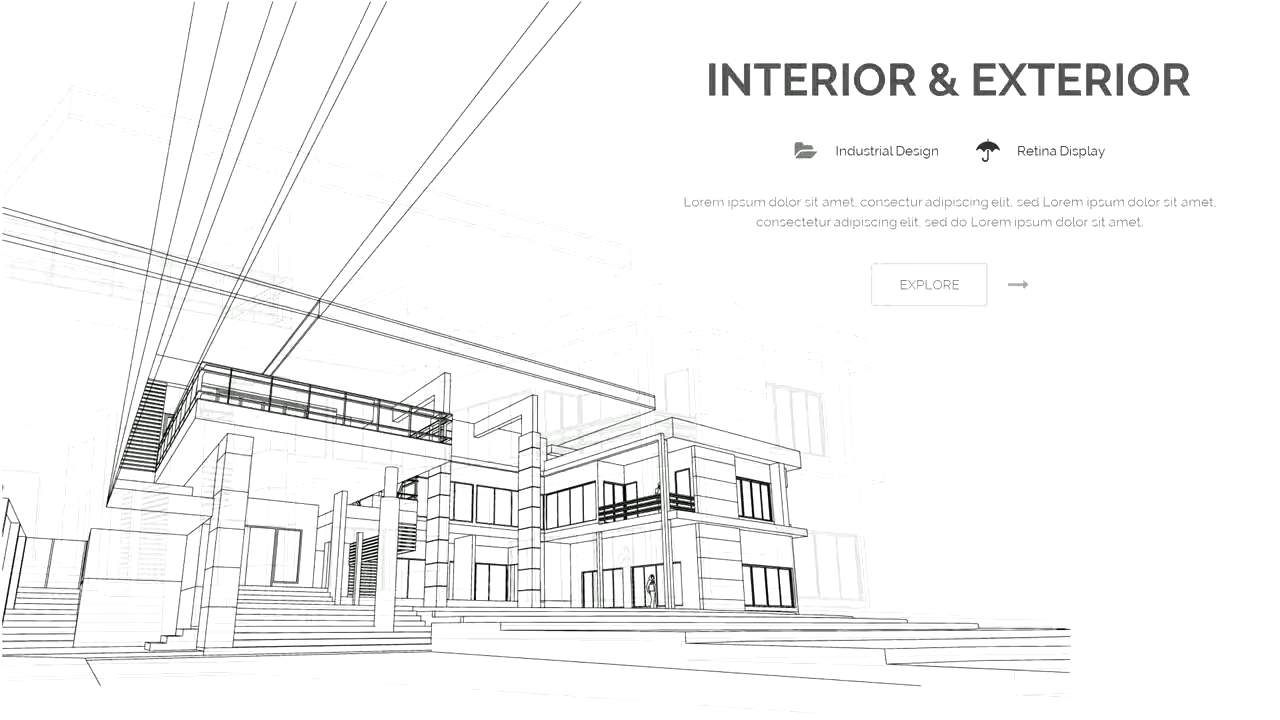 INTERIOR & EXTERIOR
Industrial Design Retina Display
Lorem ipsum dolor sit amet, consectur adipiscing elit, sed Lorem ipsum dolor sit amet,
consectetur adipiscing elit, sed do Lorem ipsum dolor sit amet.
EXPLORE